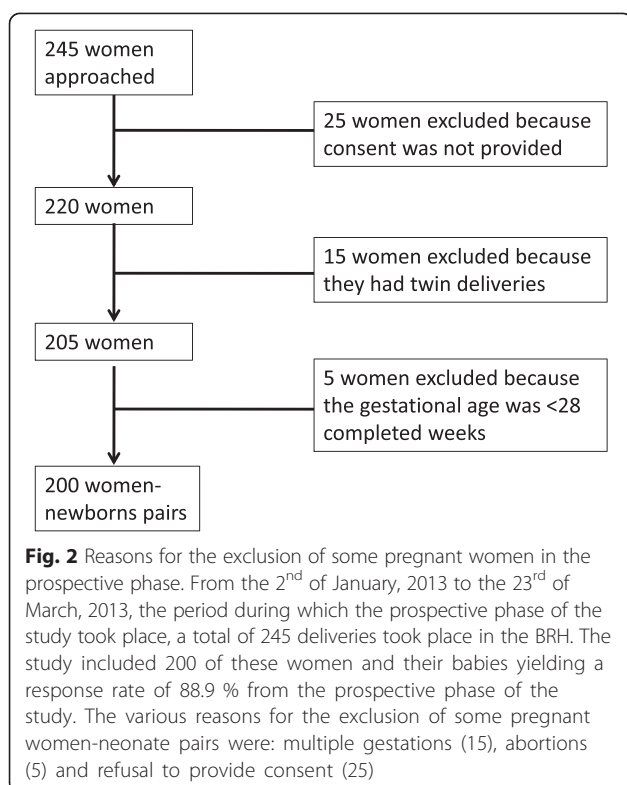 245 women
approached
25 women excluded because
consent was not provided
220 women
15 women excluded because
they had twin deliveries
205 women
5 women excluded because
the gestational age was <28
completed weeks
200 women-
newborns pairs
Fig. 2 Reasons for the exclusion of some pregnant women in the
prospective phase. From the 2nd of January, 2013 to the 23rd of
March, 2013, the period during which the prospective phase of the
study took place, a total of 245 deliveries took place in the BRH. The
study included 200 of these women and their babies yielding a
response rate of 88.9 % from the prospective phase of the
study. The various reasons for the exclusion of some pregnant
women-neonate pairs were: multiple gestations (15), abortions
(5) and refusal to provide consent (25)